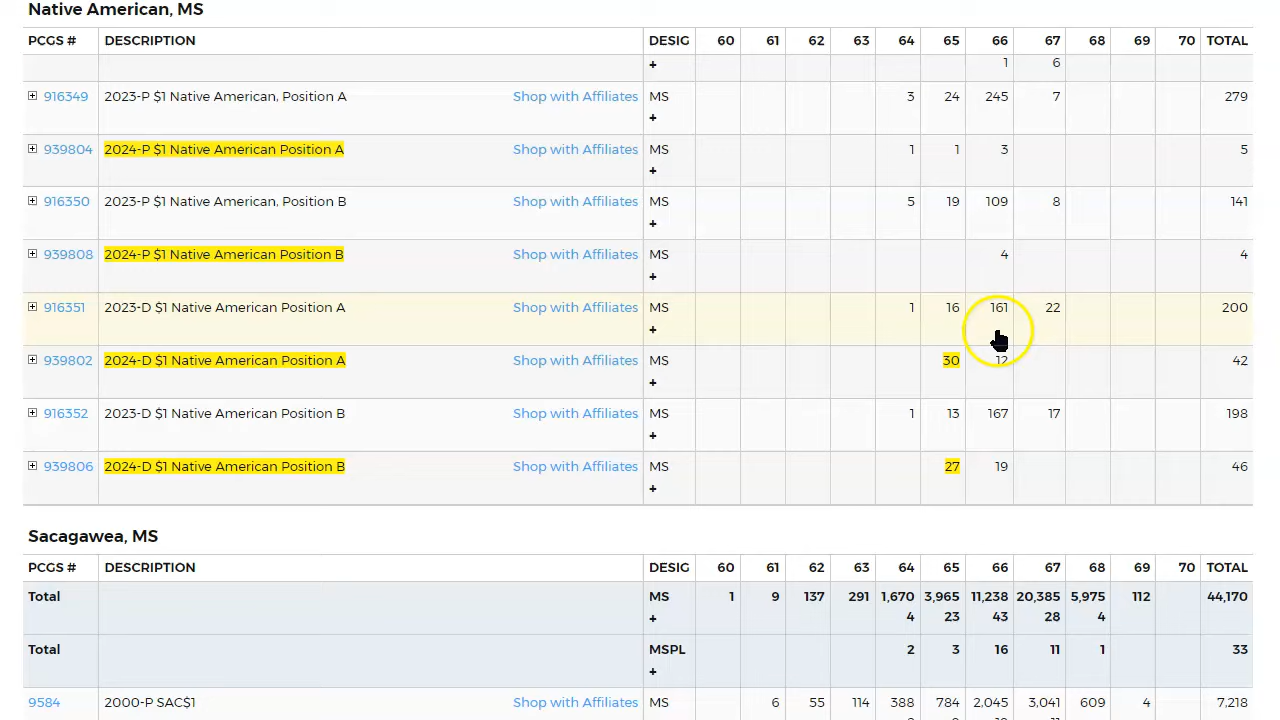 Native American, MS
PCGS # DESCRIPTION DESIG 60 61 62 63 64 65 66 67 68 69 70 TOTAL
+ 1 6
916349 2023-P $1 Native American, Position A Shop with Affiliates MS 3 24 245 7 279
+
939804 2024-P $1 Native American Position A Shop with Affiliates MS 1 1 3 5
+
916350 2023-P $1 Native American, Position B Shop with Affiliates MS 5 19 109 8 141
+
939808 2024-P $1 Native American Position B Shop with Affiliates MS 4 4
+
916351 2023-D $1 Native American Position A Shop with Affiliates MS 1 16 161 22 200
+
939802 2024-D $1 Native American Position A Shop with Affiliates MS 30 12 42
+
916352 2023-D $1 Native American Position B Shop with Affiliates MS 1 13 167 17 198
+
939806 2024-D $1 Native American Position B Shop with Affiliates MS 27 19 46
+
Sacagawea, MS
PCGS # DESCRIPTION DESIG 60 61 62 63 64 65 66 67 68 69 70 TOTAL
Total MS 1 9 137 291 1,670 3,965 11,238 20,385 5,975 112 44,170
+ 4 23 43 28 4
Total MSPL 2 3 16 11 1 33
+
9584 2000-P SAC$1 Shop with Affiliates MS 6 55 114 388 784 2,045 3,041 609 4 7,218